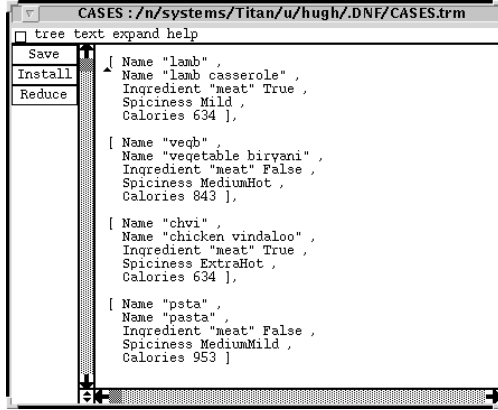 CASES : /n/systems/Titan/u/hugh/.DNF/CASES.trm
tree text expand help
Save
Install
Reduce
[ Name "lamb" ,
Name "lamb casserole" ,
Ingredient "meat" True ,
Spiciness Mild ,
Calories 634 ],
[ Name "vegb" ,
Name "vegetable biryani" ,
Ingredient "meat" False ,
Spiciness MediumHot ,
Calories 843 ],
[ Name "chvi" ,
Name "chicken vindaloo" ,
Ingredient "meat" True ,
Spiciness ExtraHot ,
Calories 634 ],
[ Name "psta" ,
Name "pasta" ,
Ingredient "meat" False ,
Spiciness MediumMild ,
Calories 953 ]